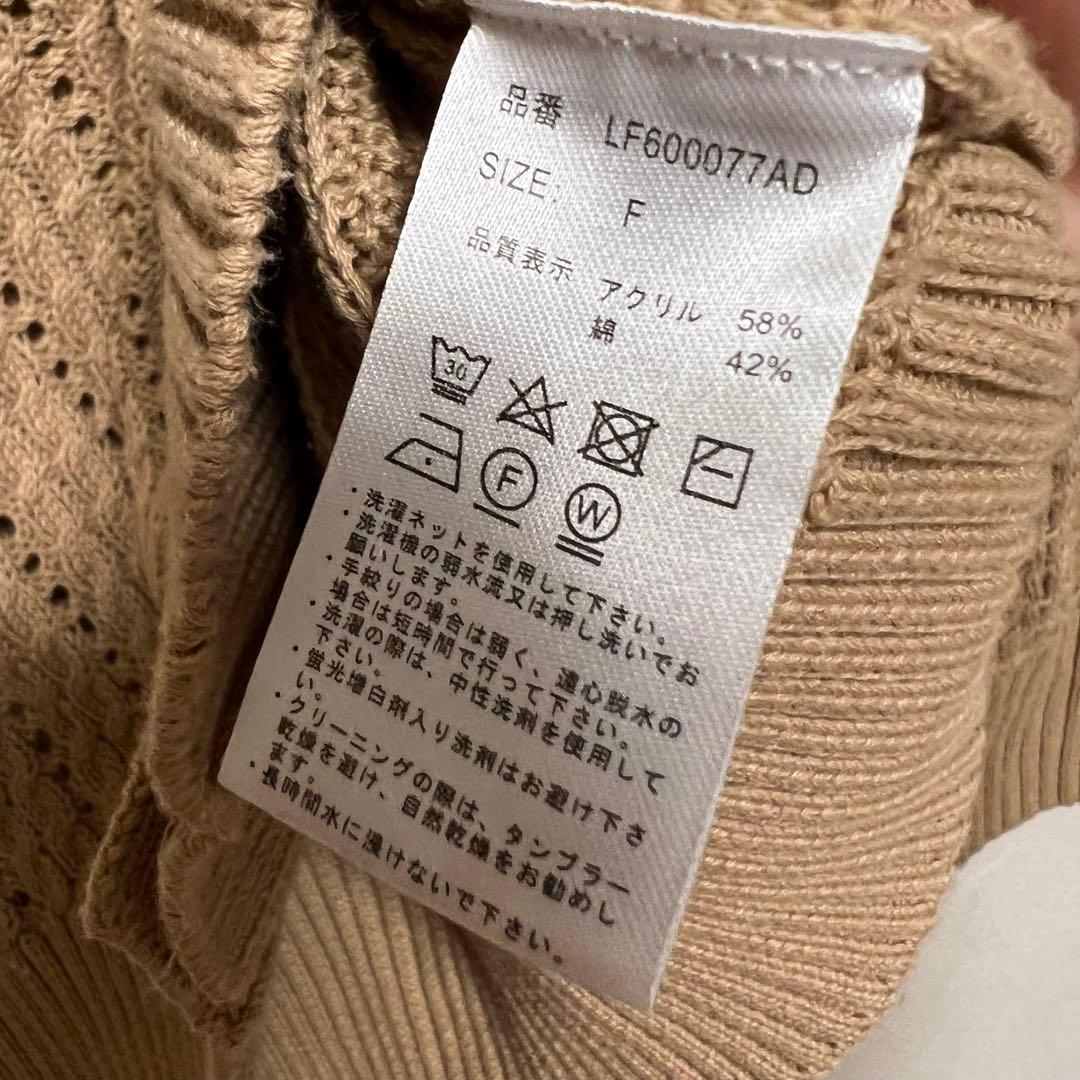 品番 LF600077AD
SIZE: F
品質表示 アクリル 58%
綿 42%
30
F
W
・洗濯ネットを使用して下さい。
・洗濯機の弱水流又は押し洗いでお
願いします。
・手絞りの場合は弱く、遠心脱水の
場合は短時間で行って下さい。
・洗濯の際は、中性洗剤を使用して
下さい。
・蛍光増白剤入り洗剤はお避け下さ
い。
・クリーニングの際は、タンブラー
乾燥を避け、自然乾燥をお勧めし
ます。
・長時間水に浸けないで下さい。